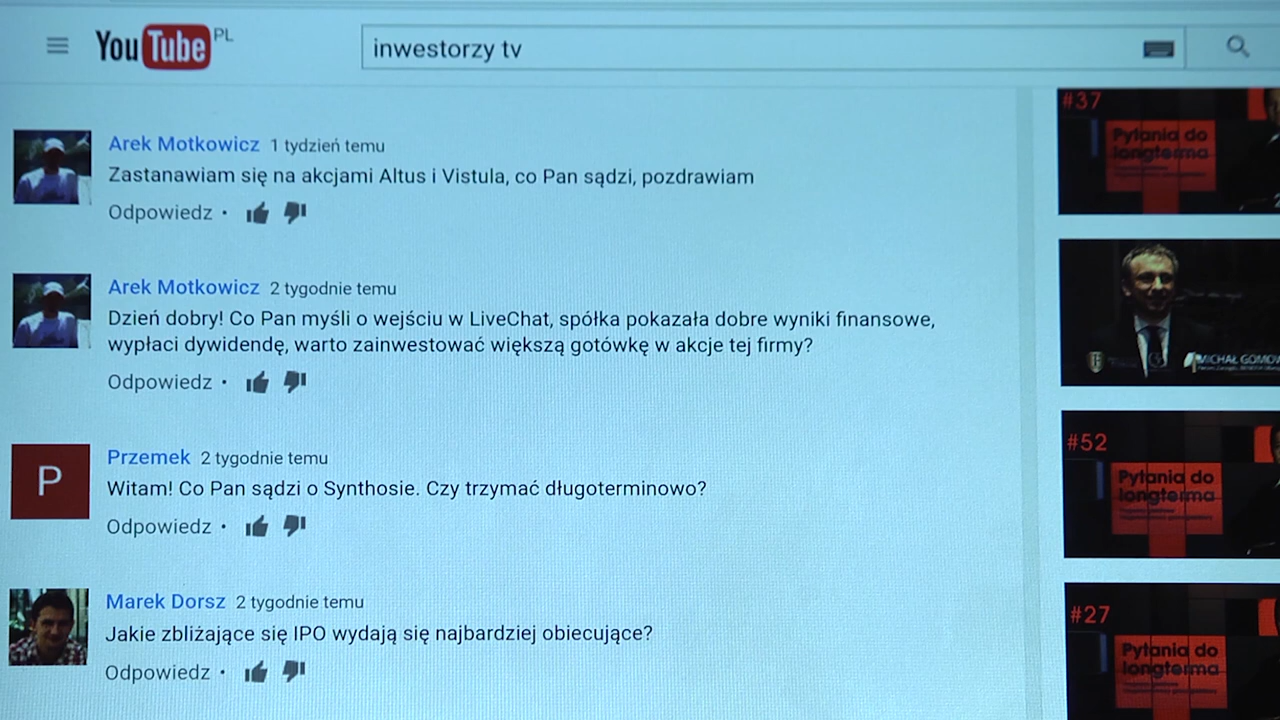 YouTube PL
inwestorzy tv
Arek Motkowicz 1 tydzień temu
Zastanawiam się na akcjami Altus i Vistula, co Pan sądzi, pozdrawiam
Odpowiedz •
Arek Motkowicz 2 tygodnie temu
Dzień dobry! Co Pan myśli o wejściu w LiveChat, spółka pokazała dobre wyniki finansowe,
wypłaci dywidendę, warto zainwestować większą gotówkę w akcje tej firmy?
Odpowiedz •
P
Przemek 2 tygodnie temu
Witam! Co Pan sądzi o Synthosie. Czy trzymać długoterminowo?
Odpowiedz •
Marek Dorsz 2 tygodnie temu
Jakie zbliżające się IPO wydają się najbardziej obiecujące?
Odpowiedz •
#37
Pytania do
longterma
MICHAŁ GOMOW
#52
Pytania do
longterma
#27
Pytania do
longterma